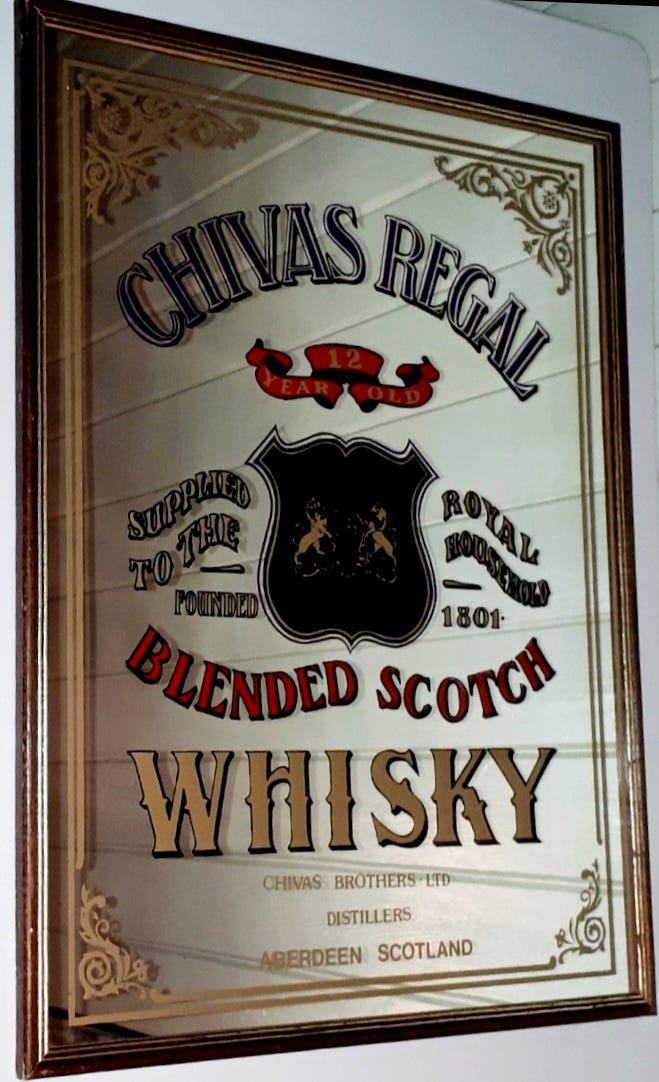 CHIVAS REGAL
12
YEAR OLD
SUPPLIED
TO THE
ROYAL
HOUSEHOLD
FOUNDED
1801
BLENDED SCOTCH
WHISKY
CHIVAS BROTHERS·LTD
DISTILLERS
ABERDEEN SCOTLAND